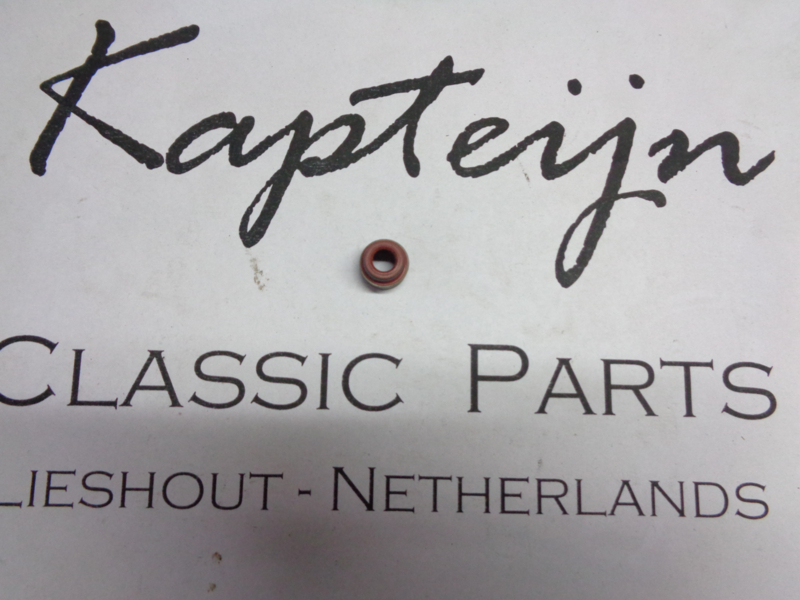 Kapteijn
CLASSIC PARTS
LIESHOUT - NETHERLANDS